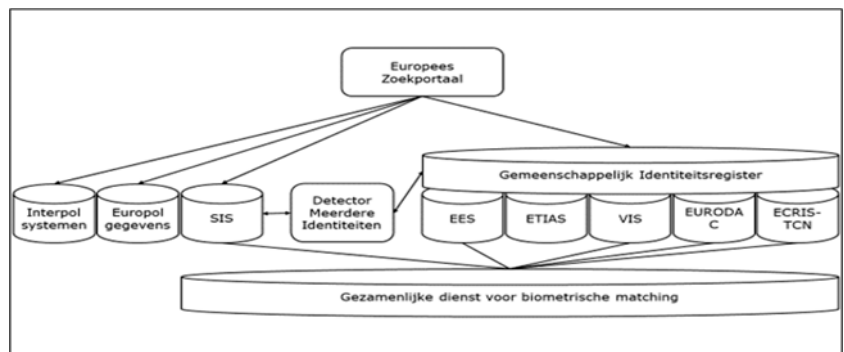 Europees
Zoekportaal
Gemeenschappelijk Identiteitsregister
Interpol
systemen
Europol
gegevens
SIS
Detector
Meerdere
Identiteiten
EES
ETIAS
VIS
EURODA
C
ECRIS-
TCN
Gezamenlijke dienst voor biometrische matching